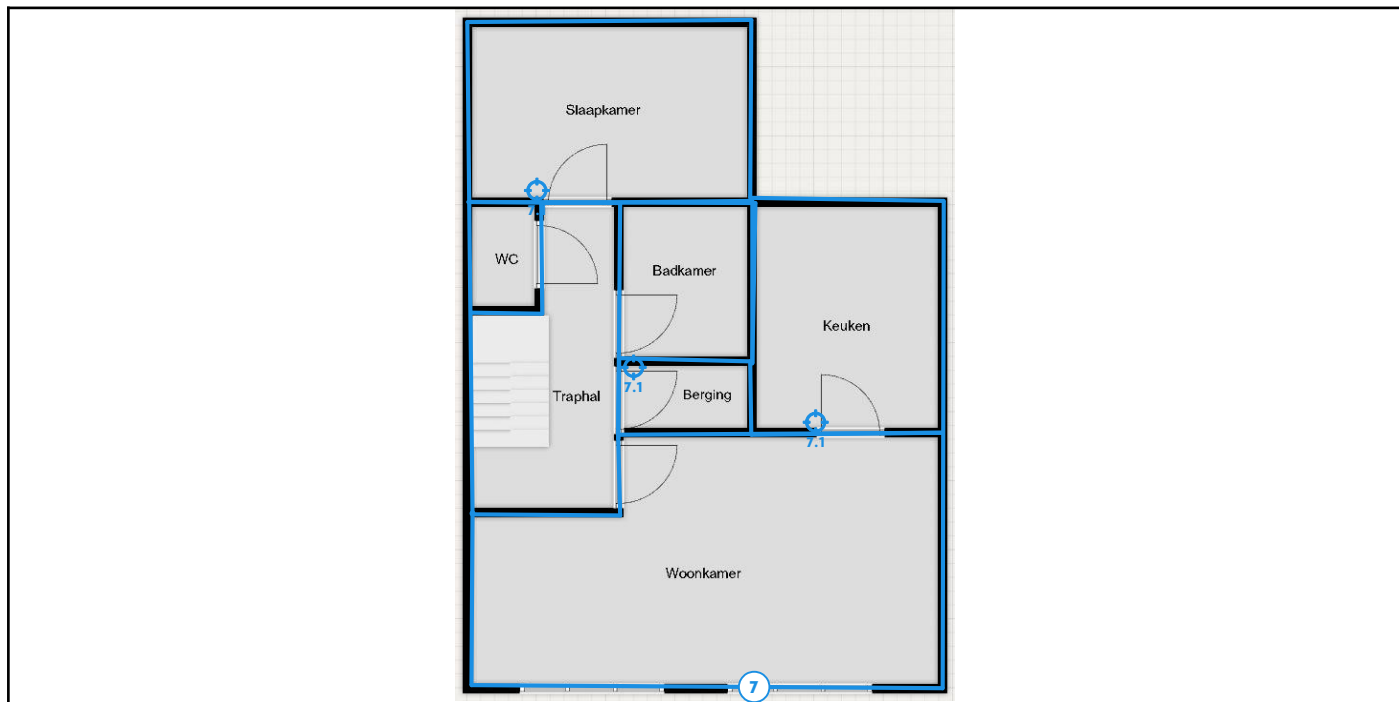 Slaapkamer
WC
Badkamer
Keuken
7.1
Traphal
Berging
7.1
Woonkamer
7